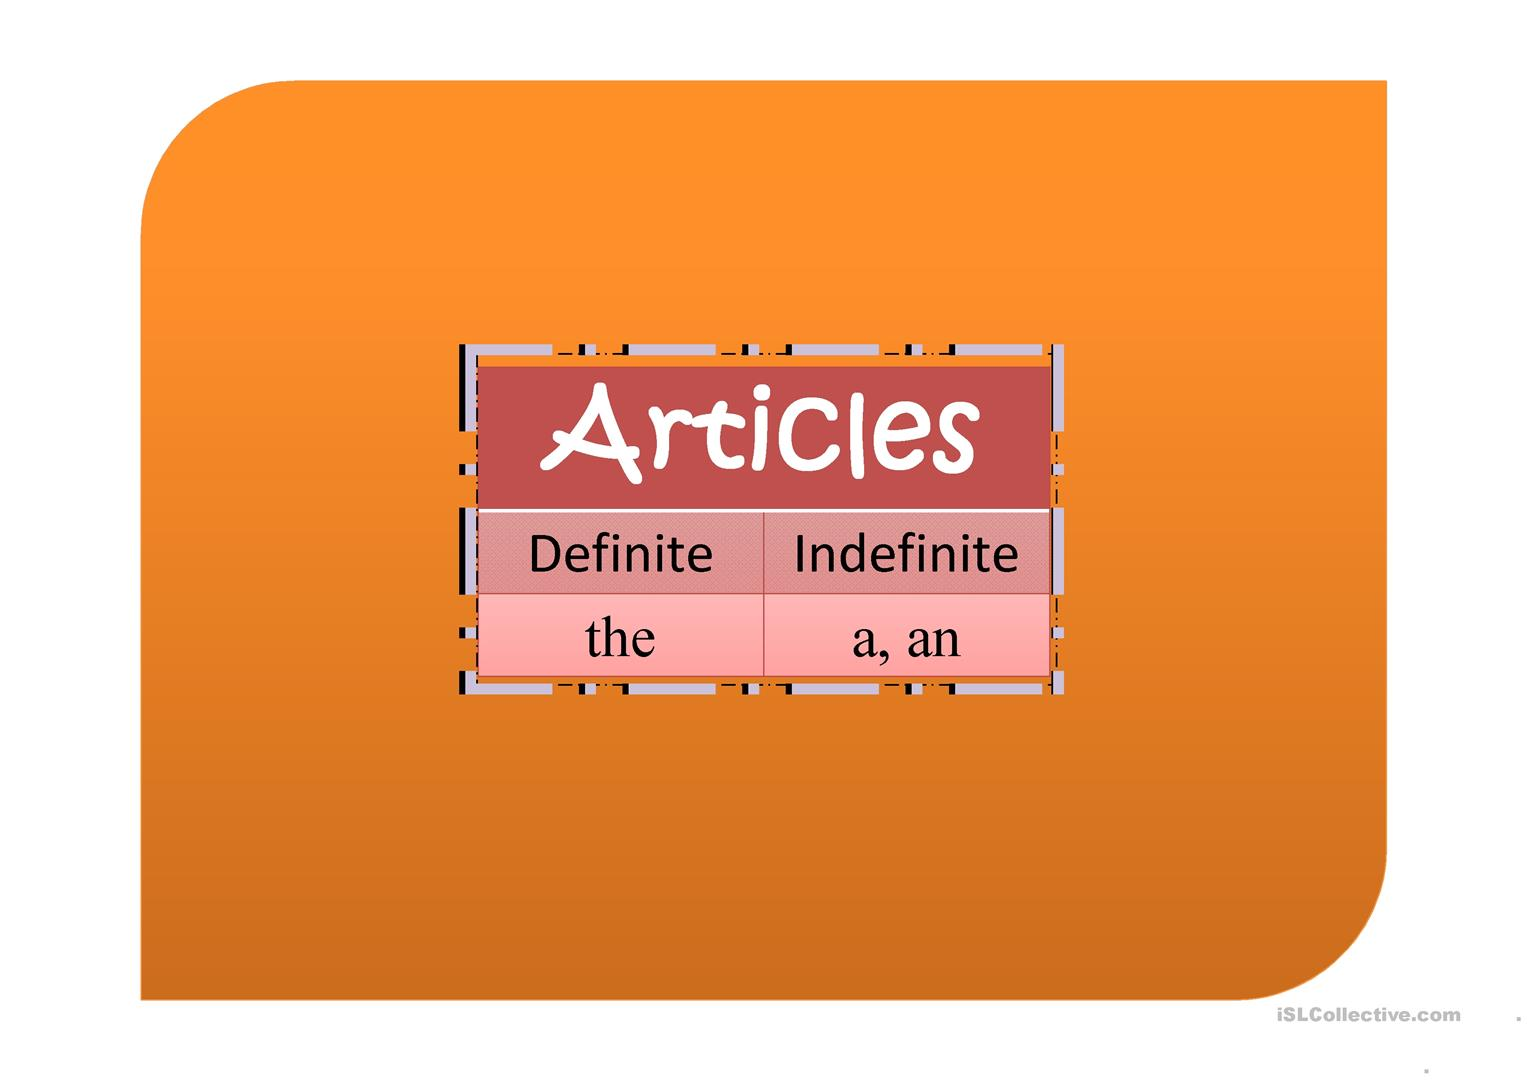 Articles
Definite Indefinite
the a, an
iSLCollective.com